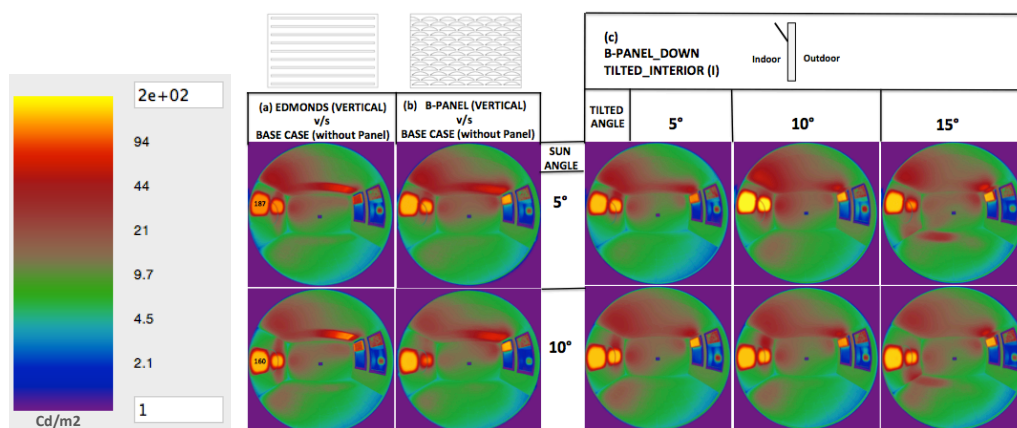 2e+02
94
44
21
9.7
4.5
2.1
1
Cd/m2
(a) EDMONDS (VERTICAL)
v/s
BASE CASE (without Panel)
(b) B-PANEL (VERTICAL)
v/s
BASE CASE (without Panel)
(c)
B-PANEL_DOWN
TILTED_INTERIOR (I)
Indoor
Outdoor
TILTED
ANGLE
5°
10°
15°
SUN
ANGLE
5°
10°
187
160